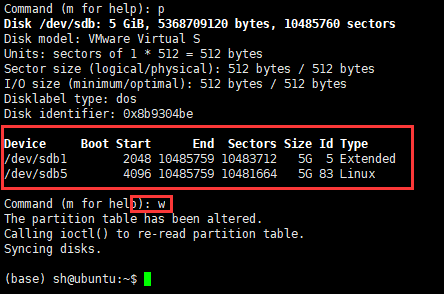 Command (m for help): p
Disk /dev/sdb: 5 GiB, 5368709120 bytes, 10485760 sectors
Disk model: VMware Virtual S
Units: sectors of 1 * 512 = 512 bytes
Sector size (logical/physical): 512 bytes / 512 bytes
I/O size (minimum/optimal): 512 bytes / 512 bytes
Disklabel type: dos
Disk identifier: 0x8b9304be
Device Boot Start End Sectors Size Id Type
/dev/sdb1 2048 10485759 10483712 5G 5 Extended
/dev/sdb5 4096 10485759 10481664 5G 83 Linux
Command (m for help): w
The partition table has been altered.
Calling ioctl() to re-read partition table.
Syncing disks.
(base) sh@ubuntu:~$